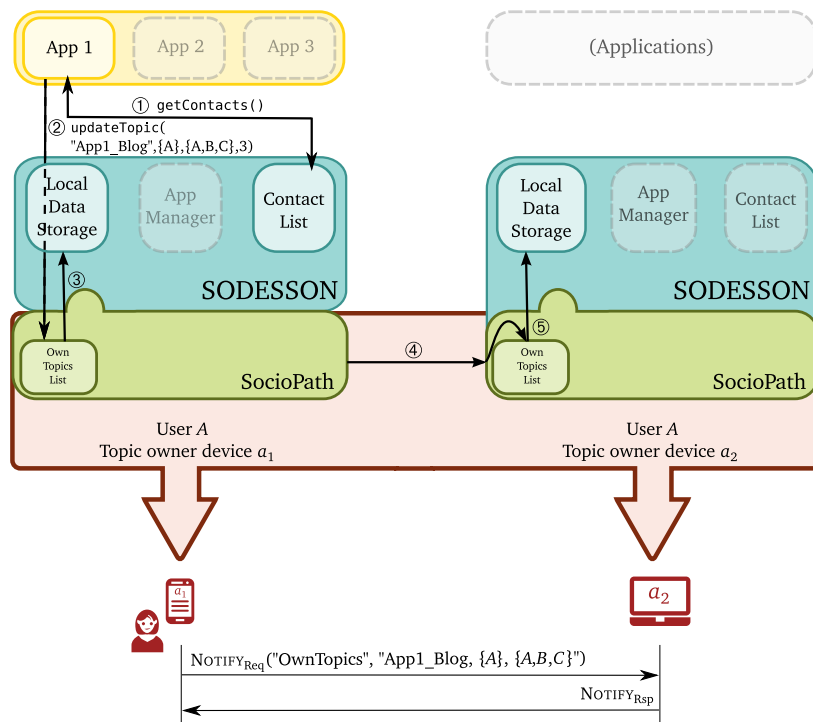 App 1
App 2
App 3
(Applications)
① getContacts()
② updateTopic(
"App1_Blog",{A},{A,B,C},3)
Local
Data
Storage
App
Manager
Contact
List
Local
Data
Storage
App
Manager
Contact
List
③
SODESSON
SODESSON
⑤
Own
Topics
List
④
Own
Topics
List
SocioPath
SocioPath
User A
Topic owner device a1
User A
Topic owner device a2
a1
a2
NOTIFYReq("OwnTopics", "App1_Blog, {A}, {A,B,C}")
NOTIFYRsp